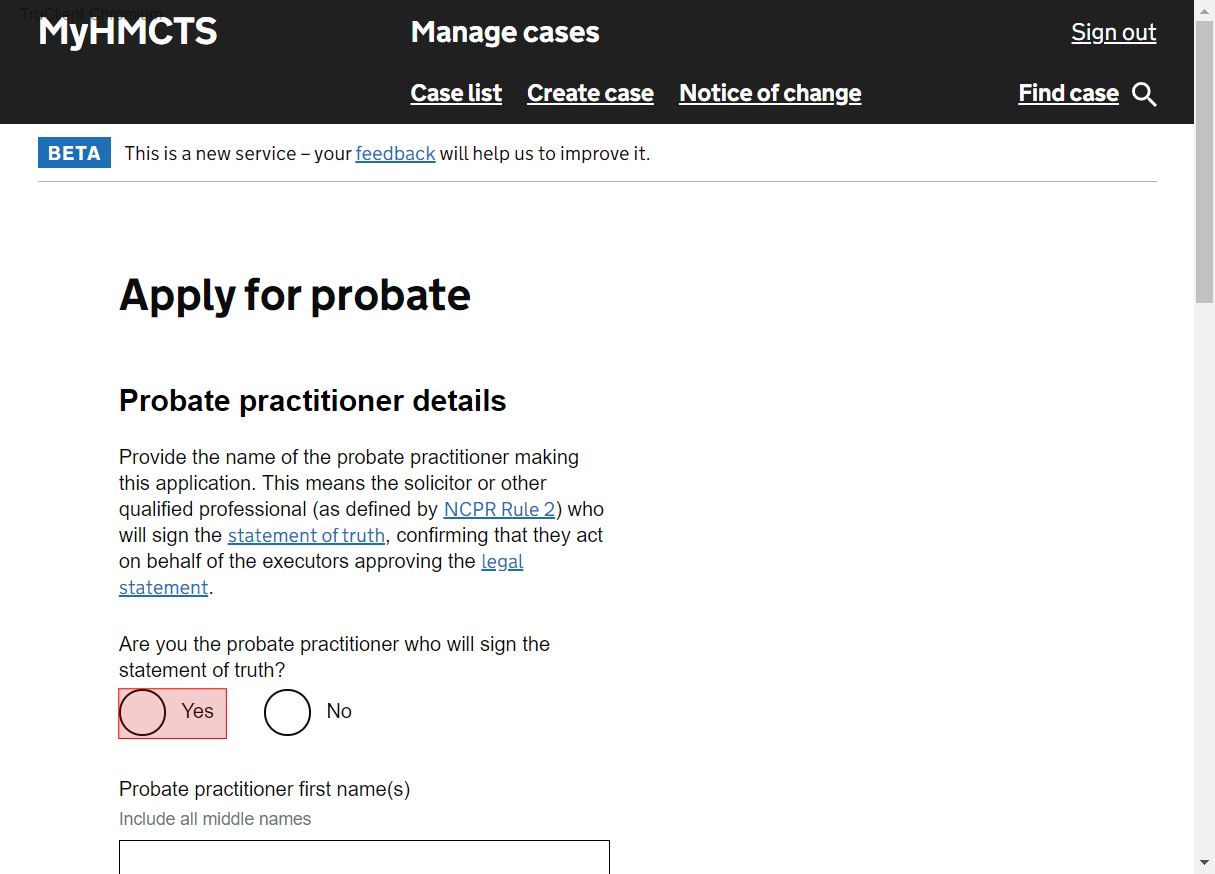 TruClient Chromium
MyHMCTS
Manage cases
Sign out
Case list
Create case
Notice of change
Find case
BETA
This is a new service – your feedback will help us to improve it.
Apply for probate
Probate practitioner details
Provide the name of the probate practitioner making
this application. This means the solicitor or other
qualified professional (as defined by NCPR Rule 2) who
will sign the statement of truth, confirming that they act
on behalf of the executors approving the legal
statement.
Are you the probate practitioner who will sign the
statement of truth?
Yes
No
Probate practitioner first name(s)
Include all middle names